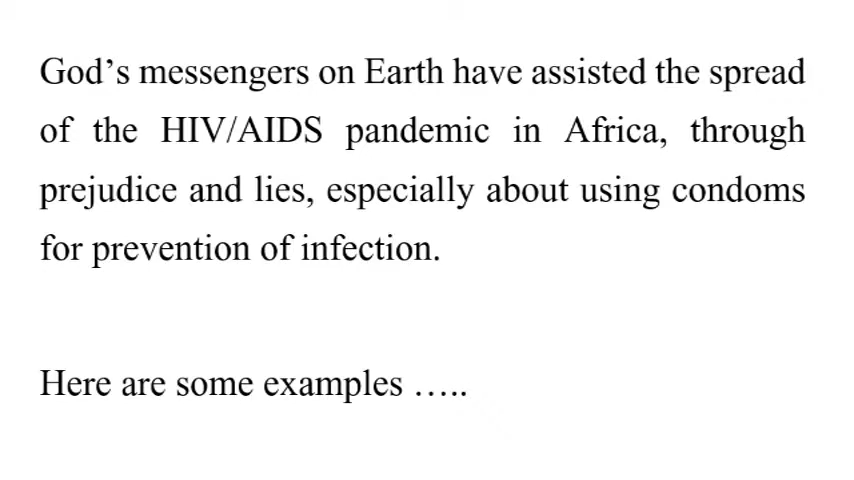 God’s messengers on Earth have assisted the spread
of the HIV/AIDS pandemic in Africa, through
prejudice and lies, especially about using condoms
for prevention of infection.
Here are some examples …..